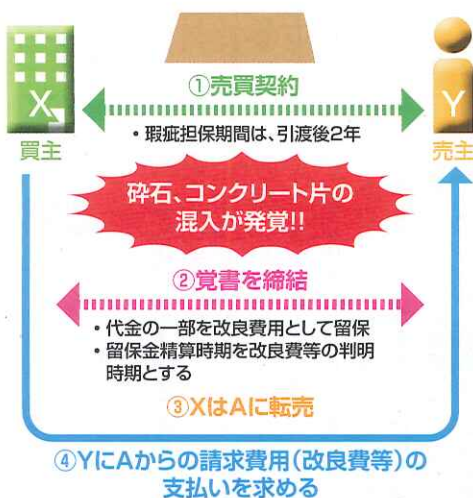 ①売買契約
X
Y
買主
売主
・瑕疵担保期間は、引渡後2年
砕石、コンクリート片の
混入が発覚!!
②覚書を締結
・代金の一部を改良費用として留保
・留保金精算時期を改良費等の判明
時期とする
③XはAに転売
④YにAからの請求費用(改良費等)の
支払いを求める